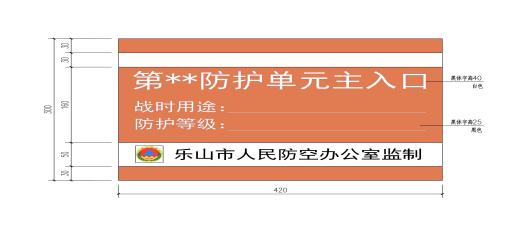 第**防护单元主入口
战时用途：
防护等级：
乐山市人民防空办公室监制
黑体字高40
白色
黑体字高25
黑色
30
30
160
50
30
300
420